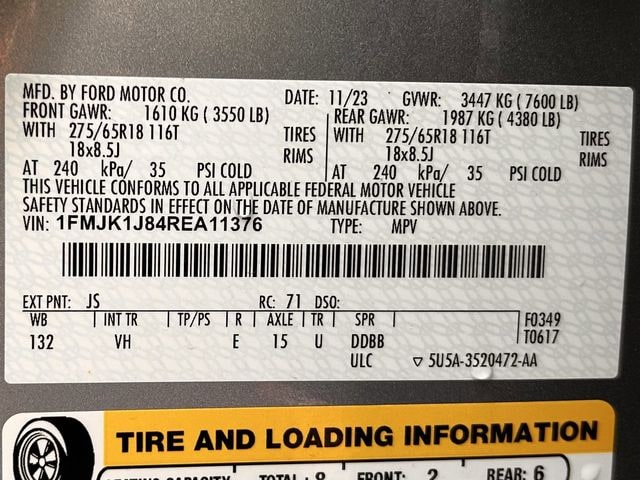 MFD. BY FORD MOTOR CO. DATE: 11/23 GVWR: 3447 KG ( 7600 LB)
FRONT GAWR: 1610 KG ( 3550 LB) REAR GAWR: 1987 KG ( 4380 LB)
WITH 275/65R18 116T TIRES WITH 275/65R18 116T TIRES
18x8.5J RIMS 18x8.5J RIMS
AT 240 kPa/ 35 PSI COLD AT 240 kPa/ 35 PSI COLD
THIS VEHICLE CONFORMS TO ALL APPLICABLE FEDERAL MOTOR VEHICLE
SAFETY STANDARDS IN EFFECT ON THE DATE OF MANUFACTURE SHOWN ABOVE.
VIN: 1FMJK1J84REA11376 TYPE: MPV
EXT PNT: JS RC: 71 DSO:
WB | INT TR | TP/PS | R | AXLE | TR | SPR | F0349
132 VH E 15 U DDBB T0617
ULC ▽ 5U5A-3520472-AA
TIRE AND LOADING INFORMATION
SEATING CAPACITY TOTAL: 8 FRONT: 2 REAR: 6